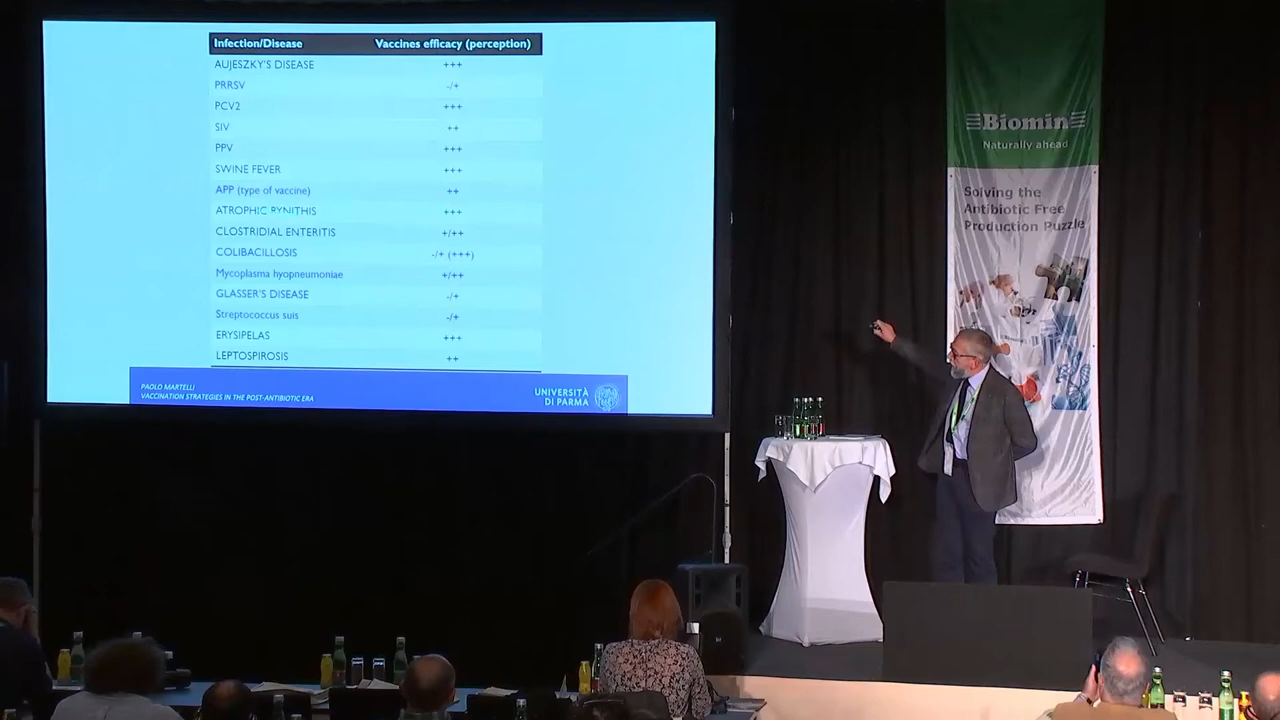 Infection/Disease Vaccines efficacy (perception)
AUJESZKY'S DISEASE +++
PRRSV -/+
PCV2 +++
SIV ++
PPV +++
SWINE FEVER +++
APP (type of vaccine) ++
ATROPHIC RYNITHIS +++
CLOSTRIDIAL ENTERITIS +/++
COLIBACILLOSIS -/+ (+++)
Mycoplasma hyopneumoniae +/++
GLASSER'S DISEASE -/+
Streptococcus suis -/+
ERYSIPELAS +++
LEPTOSPIROSIS ++
PAOLO MARTELLI
VACCINATION STRATEGIES IN THE POST-ANTIBIOTIC ERA
UNIVERSITÀ
DI PARMA
Biomin
Naturally ahead
Solving the
Antibiotic Free
Production Puzzle